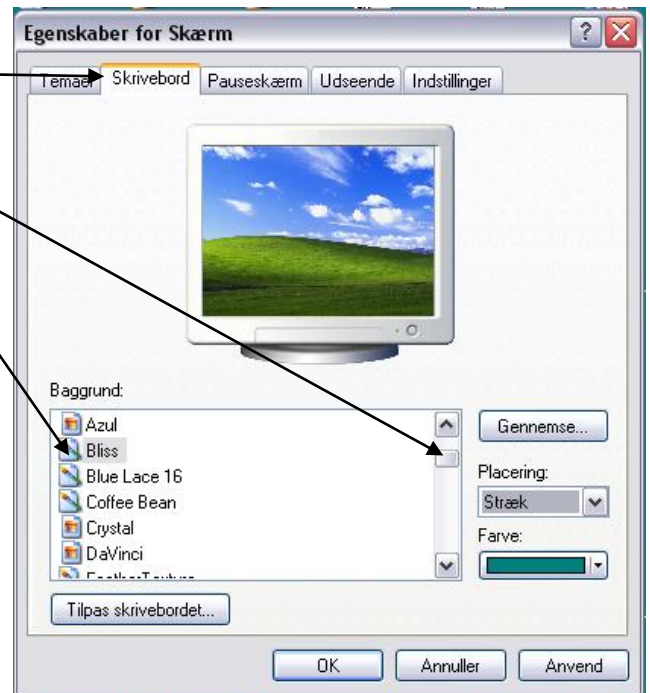 Egenskaber for Skærm
Temaer Skrivebord Pauseskærm Udseende Indstillinger
Baggrund:
Azul
Bliss
Blue Lace 16
Coffee Bean
Crystal
DaVinci
Gennemse...
Placering:
Stræk
Farve:
Tilpas skrivebordet...
OK Annuller Anvend